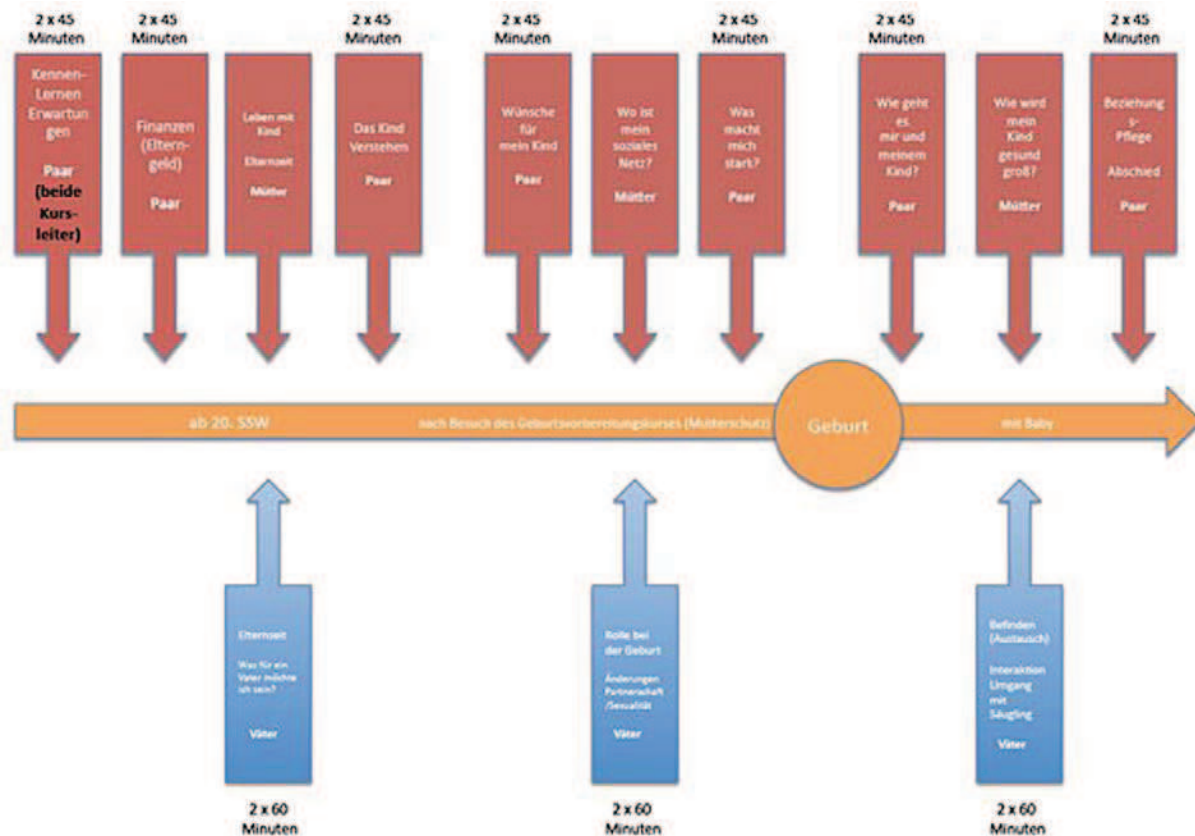 2 x 45
Minuten
2 x 45
Minuten
2 x 45
Minuten
2 x 45
Minuten
2 x 45
Minuten
2 x 45
Minuten
Kennen-
Lernen
Erwartun
gen
Paar
(beide
Kurs-
leiter)
Finanzen
(Eltern-
geld)
Paar
Leben mit
Kind
Elternzeit
Mütter
Das Kind
Verstehen
Paar
Wünsche
für
mein Kind
Paar
Wo ist
mein
soziales
Netz?
Mütter
Was
macht
mich
stark?
Paar
Wie geht
es
mir und
meinem
Kind?
Paar
Wie wird
mein
Kind
gesund
groß?
Mütter
Beziehung
s-
Pflege
Abschied
Paar
ab 20. SSW
nach Besuch des Geburtsvorbereitungskurses (Mutterschutz)
Geburt
mit Baby
Elternzeit
Was für ein
Vater möchte
ich sein?
Väter
Rolle bei
der Geburt
Änderungen
Partnerschaft
/Sexualität
Väter
Befinden
(Austausch)
Interaktion
Umgang
mit
Säugling
Väter
2 x 60
Minuten
2 x 60
Minuten
2 x 60
Minuten